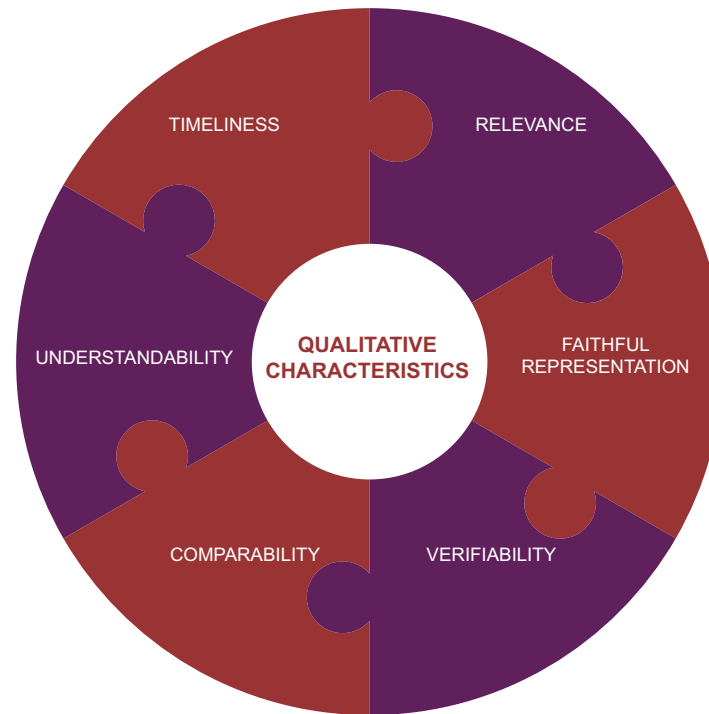 TIMELINESS
RELEVANCE
UNDERSTANDABILITY
QUALITATIVE
CHARACTERISTICS
FAITHFUL
REPRESENTATION
COMPARABILITY
VERIFIABILITY